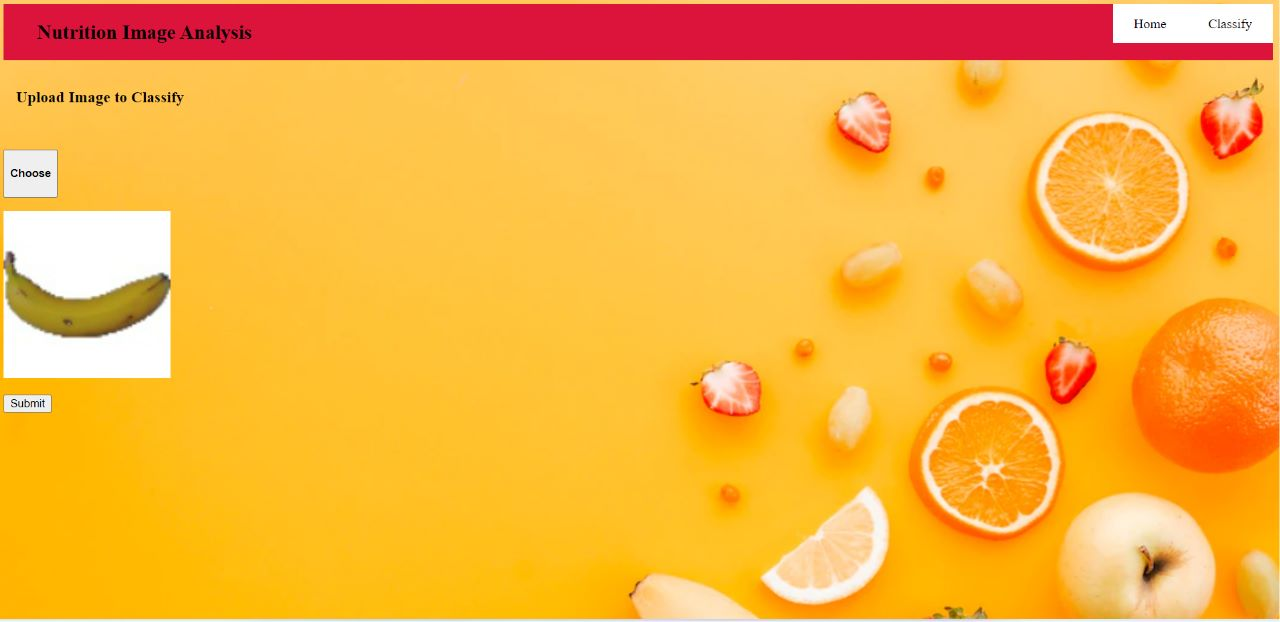 Nutrition Image Analysis
Home Classify
Upload Image to Classify
Choose
Submit